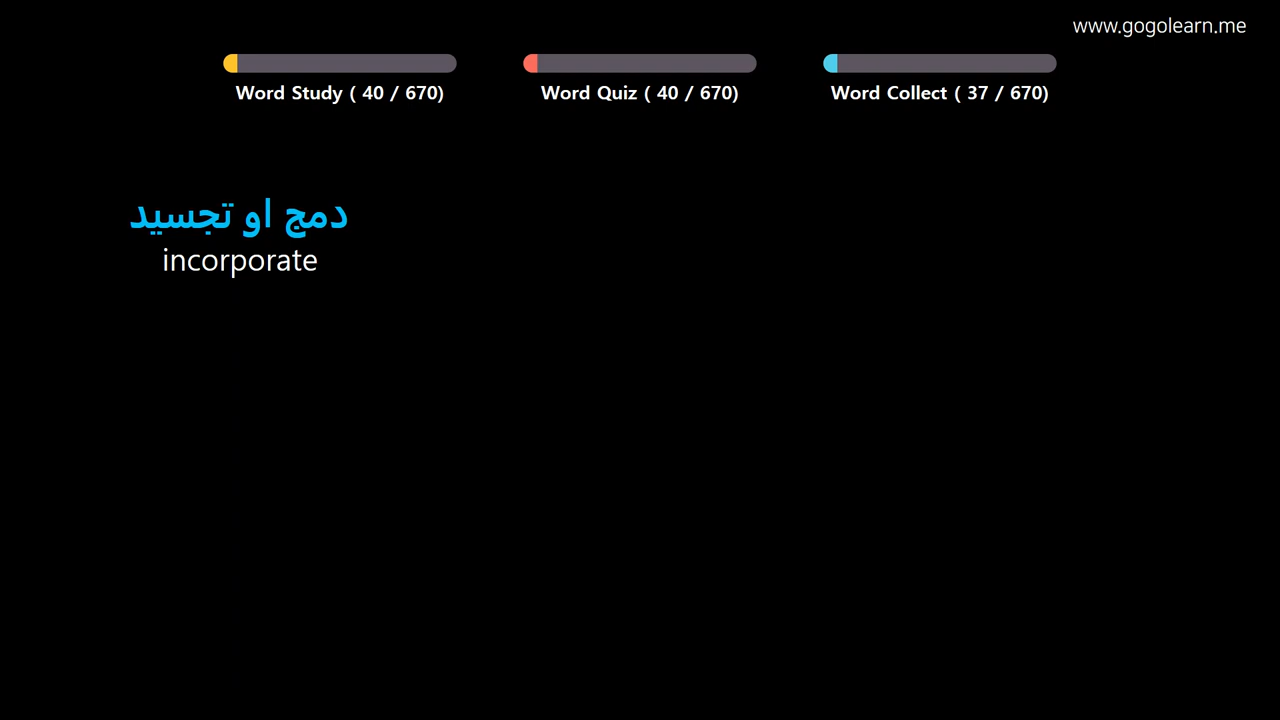 www.gogolearn.me
Word Study ( 40 / 670)
Word Quiz ( 40 / 670)
Word Collect ( 37 / 670)
دمج او تجسيد
incorporate